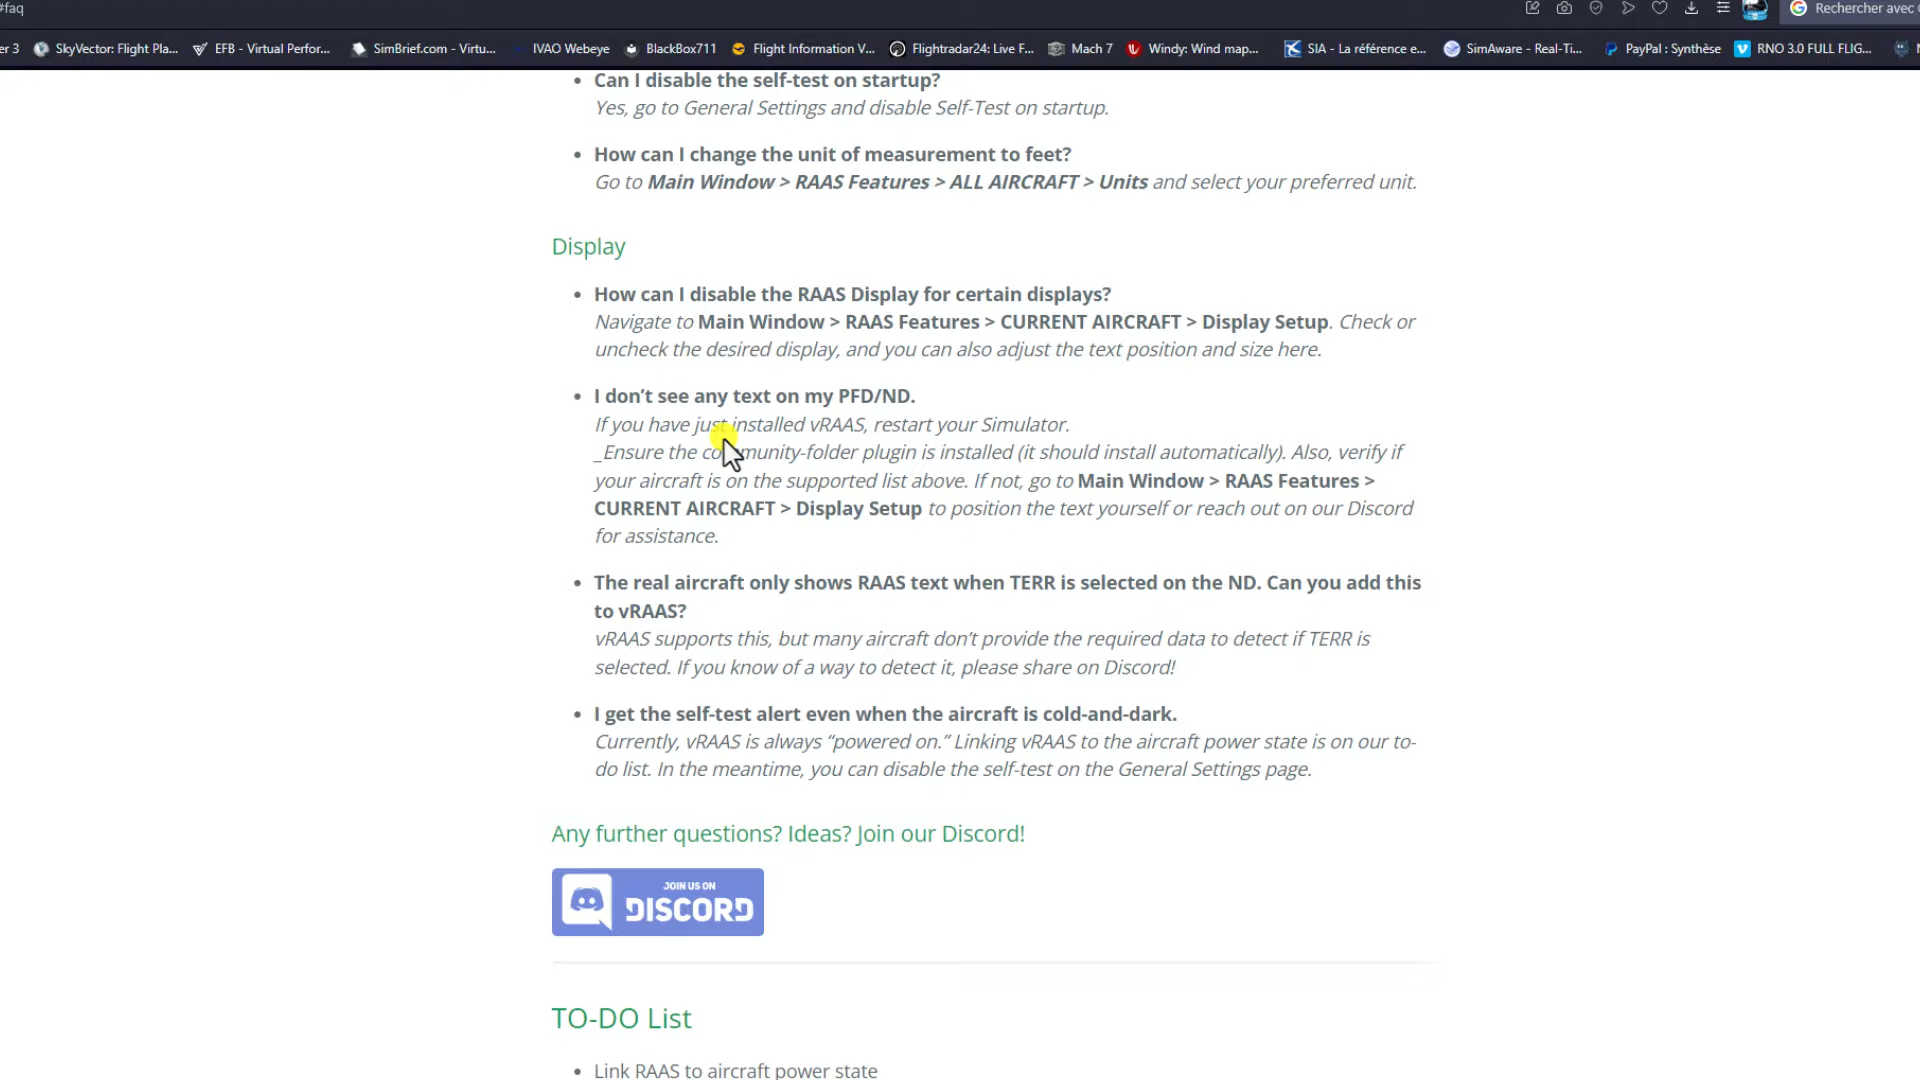 #faq
Rechercher avec
er 3 SkyVector: Flight Pla... EFB - Virtual Perfor... SimBrief.com - Virtu... IVAO Webeye BlackBox711 Flight Information V... Flightradar24: Live F... Mach 7 Windy: Wind map... SIA - La référence e... SimAware - Real-Ti... PayPal : Synthèse RNO 3.0 FULL FLIG...
• Can I disable the self-test on startup?
Yes, go to General Settings and disable Self-Test on startup.
• How can I change the unit of measurement to feet?
Go to Main Window > RAAS Features > ALL AIRCRAFT > Units and select your preferred unit.
Display
• How can I disable the RAAS Display for certain displays?
Navigate to Main Window > RAAS Features > CURRENT AIRCRAFT > Display Setup. Check or
uncheck the desired display, and you can also adjust the text position and size here.
• I don’t see any text on my PFD/ND.
If you have just installed vRAAS, restart your Simulator.
_Ensure the community-folder plugin is installed (it should install automatically). Also, verify if
your aircraft is on the supported list above. If not, go to Main Window > RAAS Features >
CURRENT AIRCRAFT > Display Setup to position the text yourself or reach out on our Discord
for assistance.
• The real aircraft only shows RAAS text when TERR is selected on the ND. Can you add this
to vRAAS?
vRAAS supports this, but many aircraft don’t provide the required data to detect if TERR is
selected. If you know of a way to detect it, please share on Discord!
• I get the self-test alert even when the aircraft is cold-and-dark.
Currently, vRAAS is always “powered on.” Linking vRAAS to the aircraft power state is on our to-
do list. In the meantime, you can disable the self-test on the General Settings page.
Any further questions? Ideas? Join our Discord!
JOIN US ON
DISCORD
TO-DO List
• Link RAAS to aircraft power state